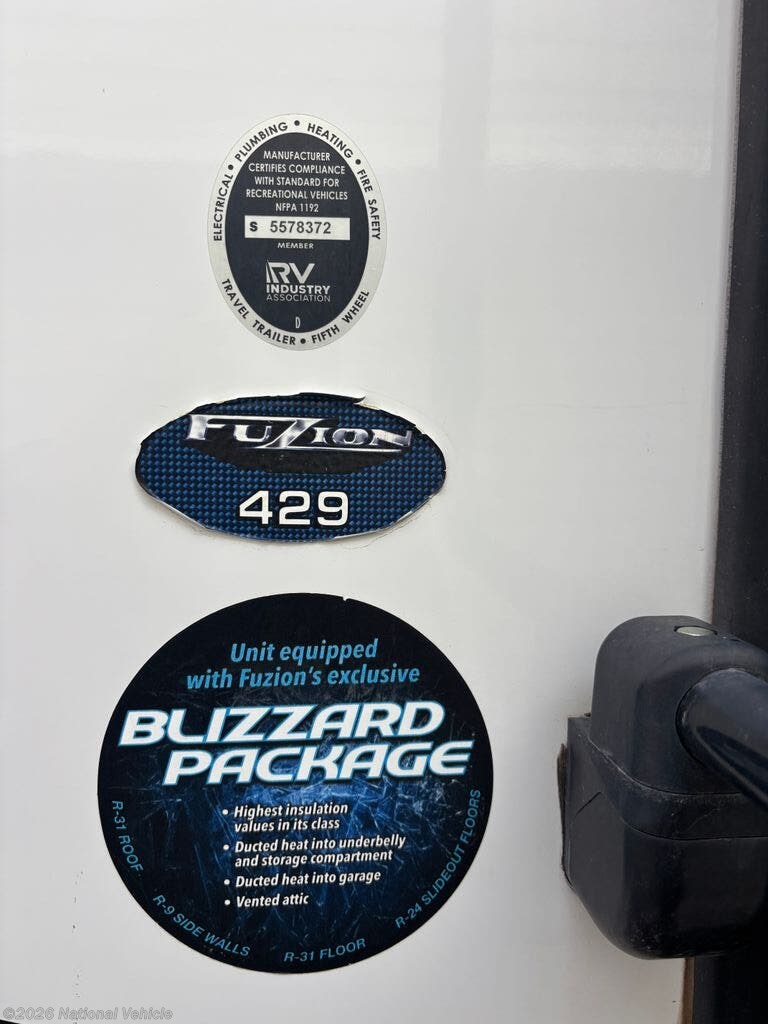 ELECTRICAL • PLUMBING • HEATING • FIRE SAFETY
MANUFACTURER
CERTIFIES COMPLIANCE
WITH STANDARD FOR
RECREATIONAL VEHICLES
NFPA 1192
S 5578372
MEMBER
RV
INDUSTRY
ASSOCIATION
D
TRAVEL TRAILER • FIFTH WHEEL
FUZION
429
Unit equipped
with Fuzion's exclusive
BLIZZARD
PACKAGE
• Highest insulation
values in its class
• Ducted heat into underbelly
and storage compartment
• Ducted heat into garage
• Vented attic
R-31 ROOF
R-9 SIDE WALLS
R-31 FLOOR
R-24 SLIDEOUT FLOORS
©2026 National Vehicle